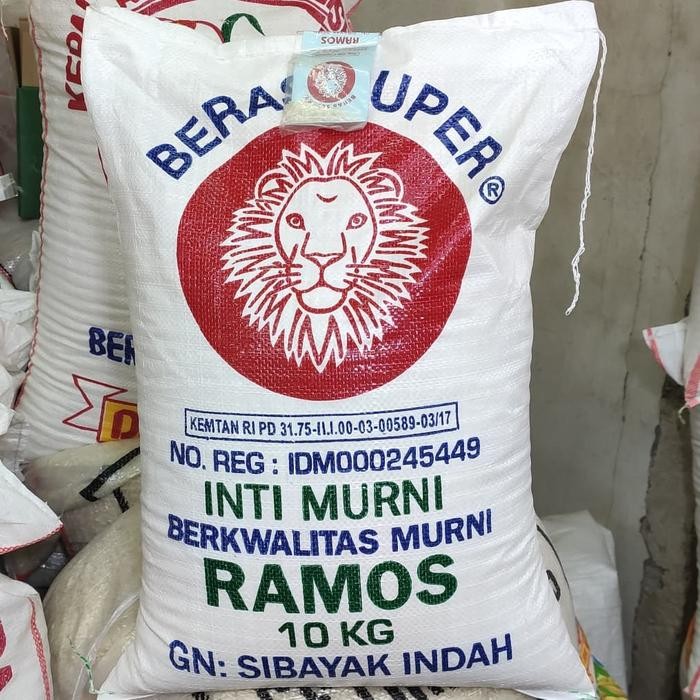 RAMOS
BERAS SUPER®
KEMTAN RI PD 31.75-II.I.00-03-00589-03/17
NO. REG : IDM000245449
INTI MURNI
BERKWALITAS MURNI
RAMOS
10 KG
GN: SIBAYAK INDAH